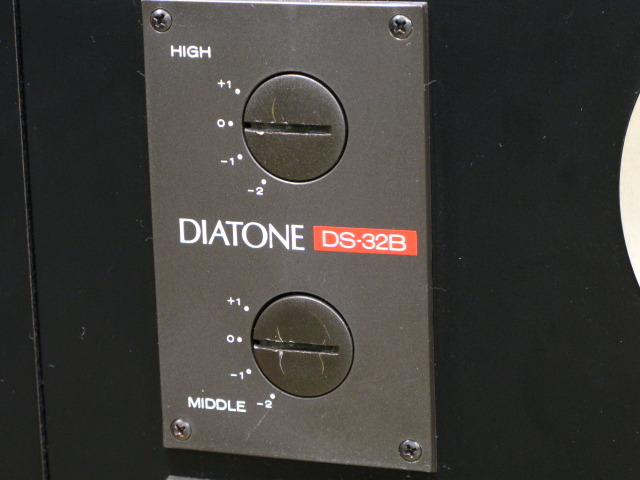 HIGH
+1
0
-1
-2
DIATONE DS-32B
+1
0
-1
MIDDLE -2